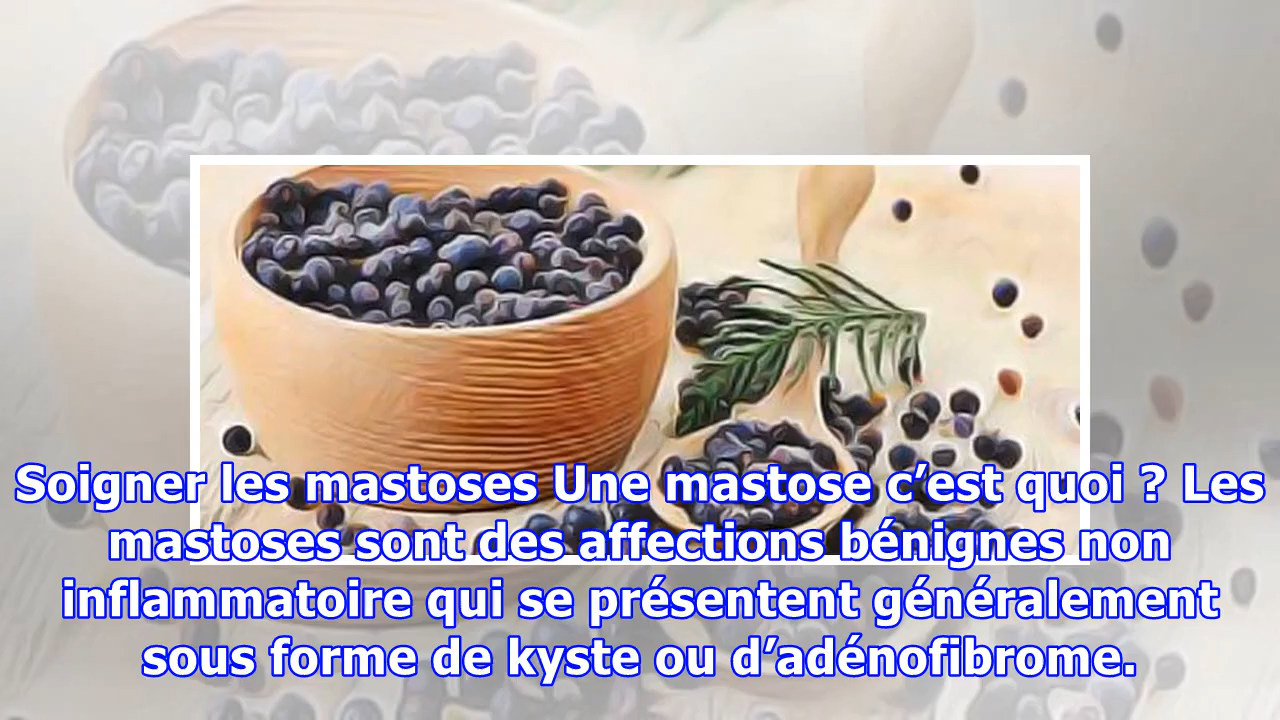 Soigner les mastoses Une mastose c’est quoi ? Les
mastoses sont des affections bénignes non
inflammatoire qui se présentent généralement
sous forme de kyste ou d’adénofibrome.